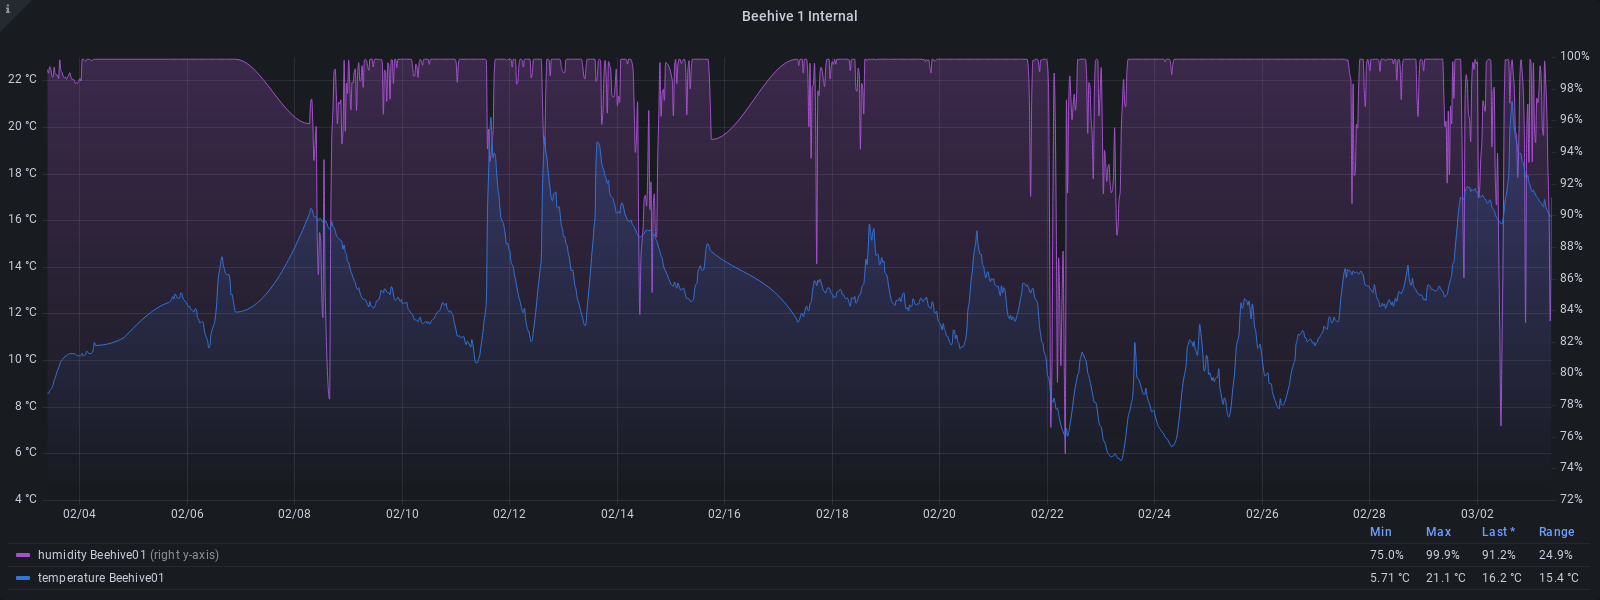 i
Beehive 1 Internal
22 °C
20 °C
18 °C
16 °C
14 °C
12 °C
10 °C
8 °C
6 °C
4 °C
100%
98%
96%
94%
92%
90%
88%
86%
84%
82%
80%
78%
76%
74%
72%
02/04 02/06 02/08 02/10 02/12 02/14 02/16 02/18 02/20 02/22 02/24 02/26 02/28 03/02
Min Max Last * Range
humidity Beehive01 (right y-axis) 75.0% 99.9% 91.2% 24.9%
temperature Beehive01 5.71 °C 21.1 °C 16.2 °C 15.4 °C